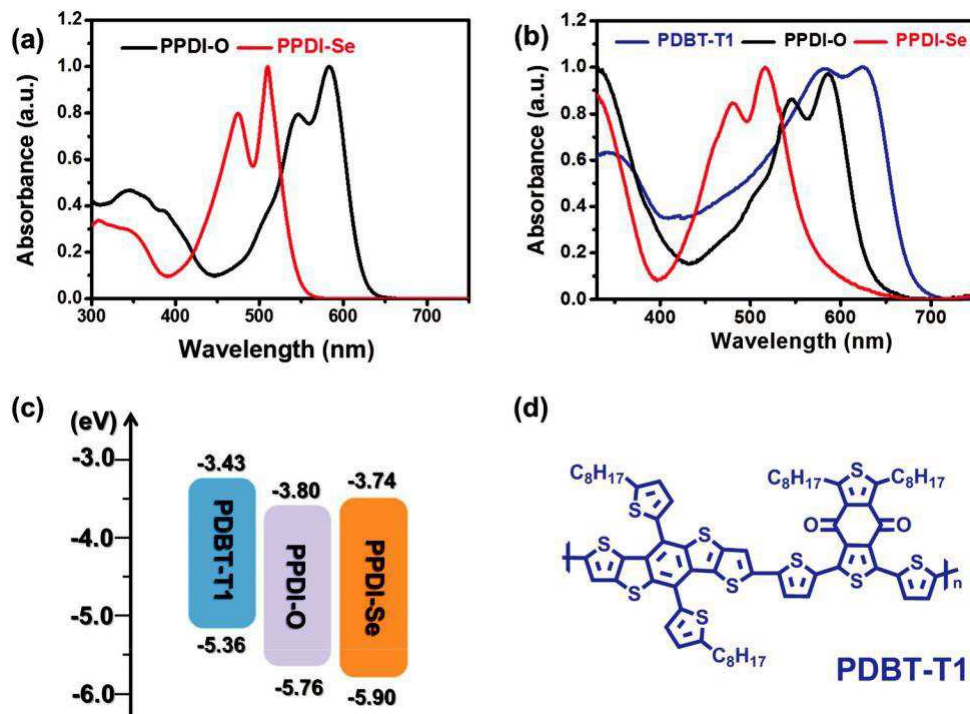 (a)
PPDI-O
PPDI-Se
Absorbance (a.u.)
1.2
1.0
0.8
0.6
0.4
0.2
0.0
300 400 500 600 700
Wavelength (nm)
(b)
PDBT-T1
PPDI-O
PPDI-Se
Absorbance (a.u.)
1.2
1.0
0.8
0.6
0.4
0.2
0.0
400 500 600 700
Wavelength (nm)
(c)
(eV)
-3.0
-4.0
-5.0
-6.0
-3.43
PDBT-T1
-5.36
-3.80
PPDI-O
-5.76
-3.74
PPDI-Se
-5.90
(d)
C8H17
C8H17
C8H17
S
S
O
O
S
S
S
S
S
S
S
n
S
C8H17
PDBT-T1